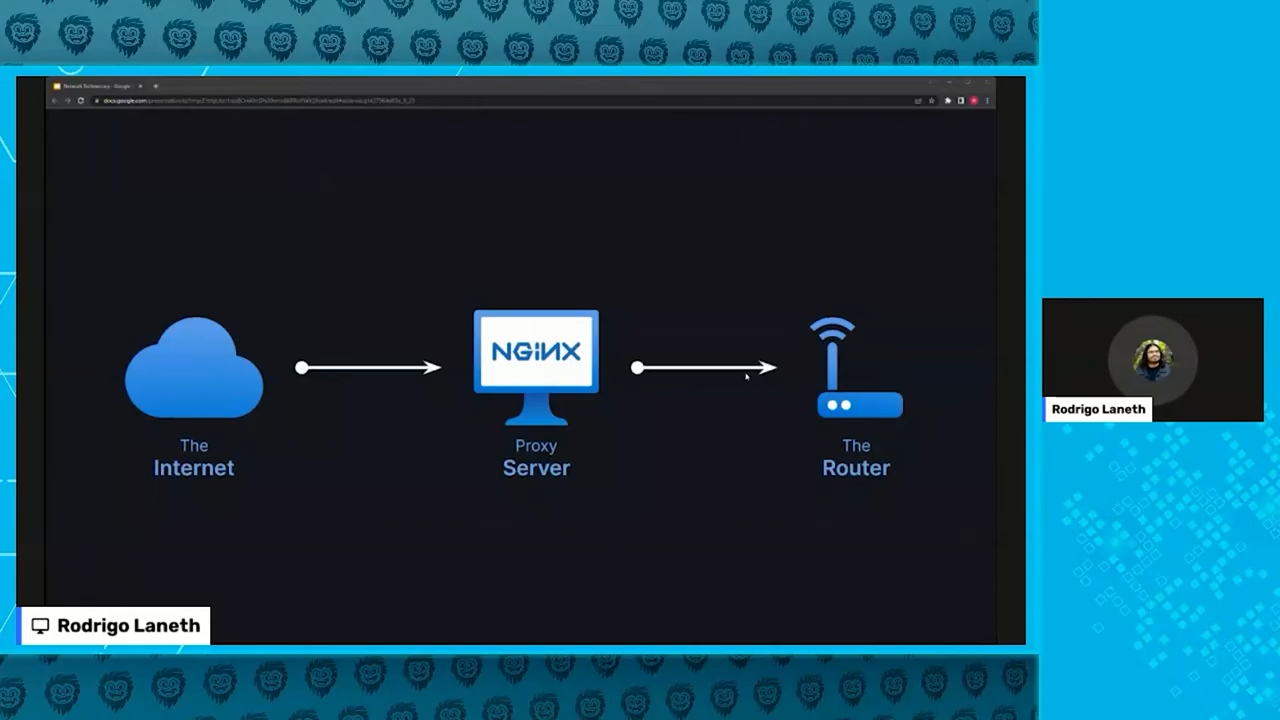 The
Internet
NGINX
Proxy
Server
The
Router
Rodrigo Laneth
Rodrigo Laneth